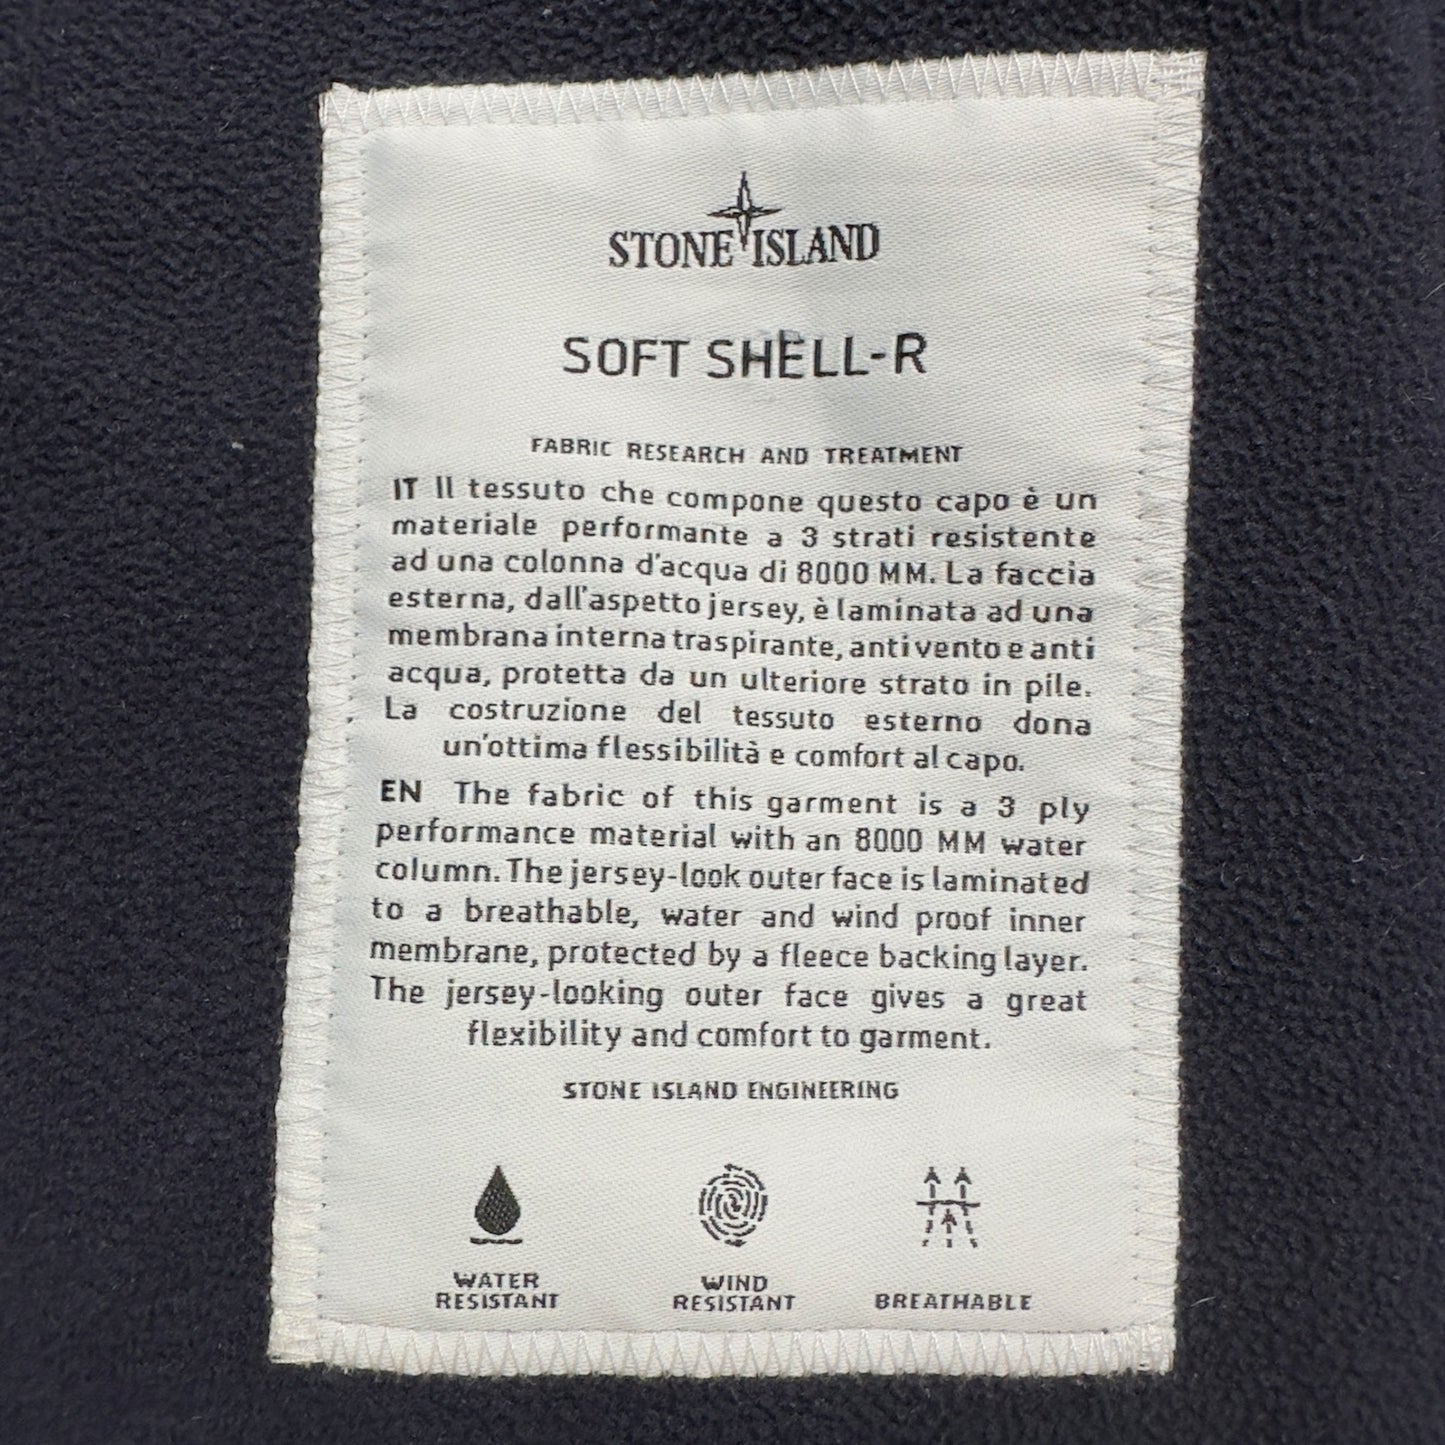 STONE ISLAND
SOFT SHELL-R
FABRIC RESEARCH AND TREATMENT
IT Il tessuto che compone questo capo è un
materiale performante a 3 strati resistente
ad una colonna d'acqua di 8000 MM. La faccia
esterna, dall'aspetto jersey, è laminata ad una
membrana interna traspirante, anti vento e anti
acqua, protetta da un ulteriore strato in pile.
La costruzione del tessuto esterno dona
un'ottima flessibilità e comfort al capo.
EN The fabric of this garment is a 3 ply
performance material with an 8000 MM water
column. The jersey-look outer face is laminated
to a breathable, water and wind proof inner
membrane, protected by a fleece backing layer.
The jersey-looking outer face gives a great
flexibility and comfort to garment.
STONE ISLAND ENGINEERING
WATER
RESISTANT
WIND
RESISTANT
BREATHABLE